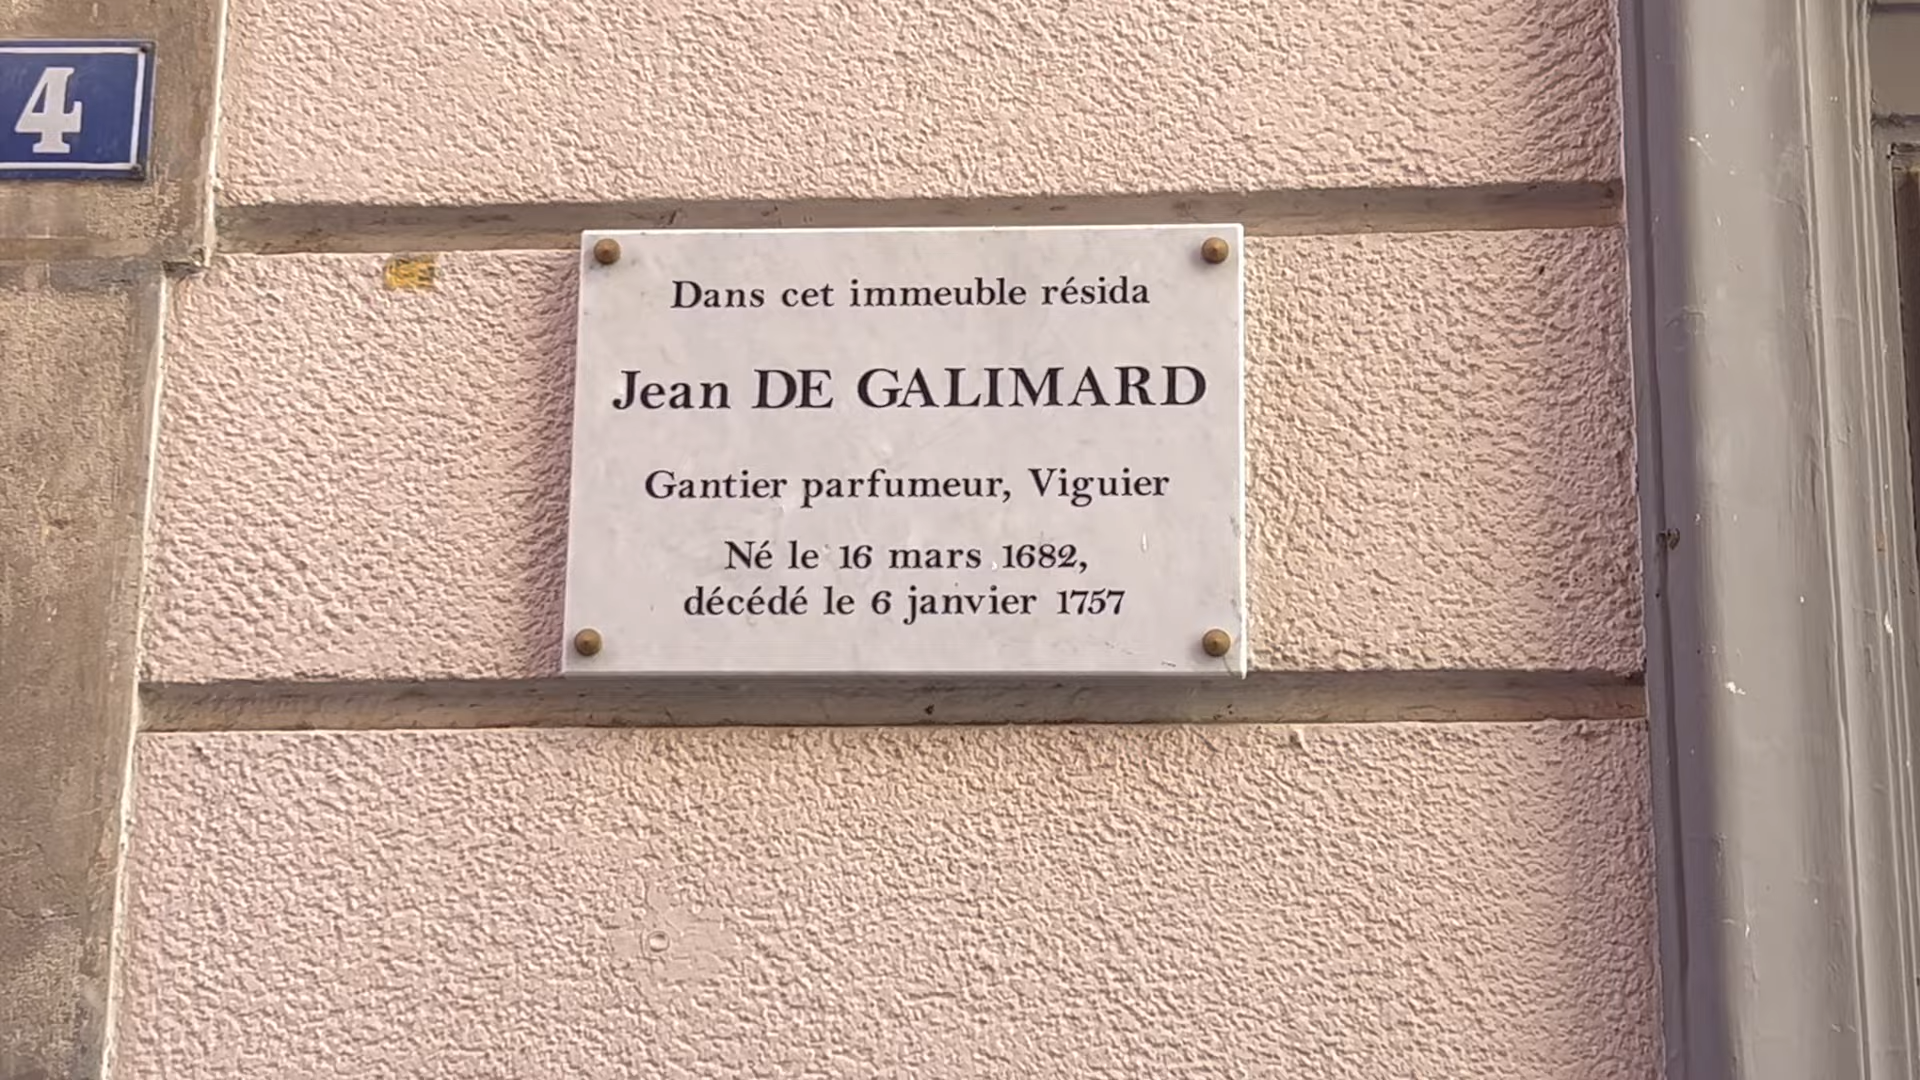 4
Dans cet immeuble résida
Jean DE GALIMARD
Gantier parfumeur, Viguier
Né le 16 mars 1682,
décédé le 6 janvier 1757